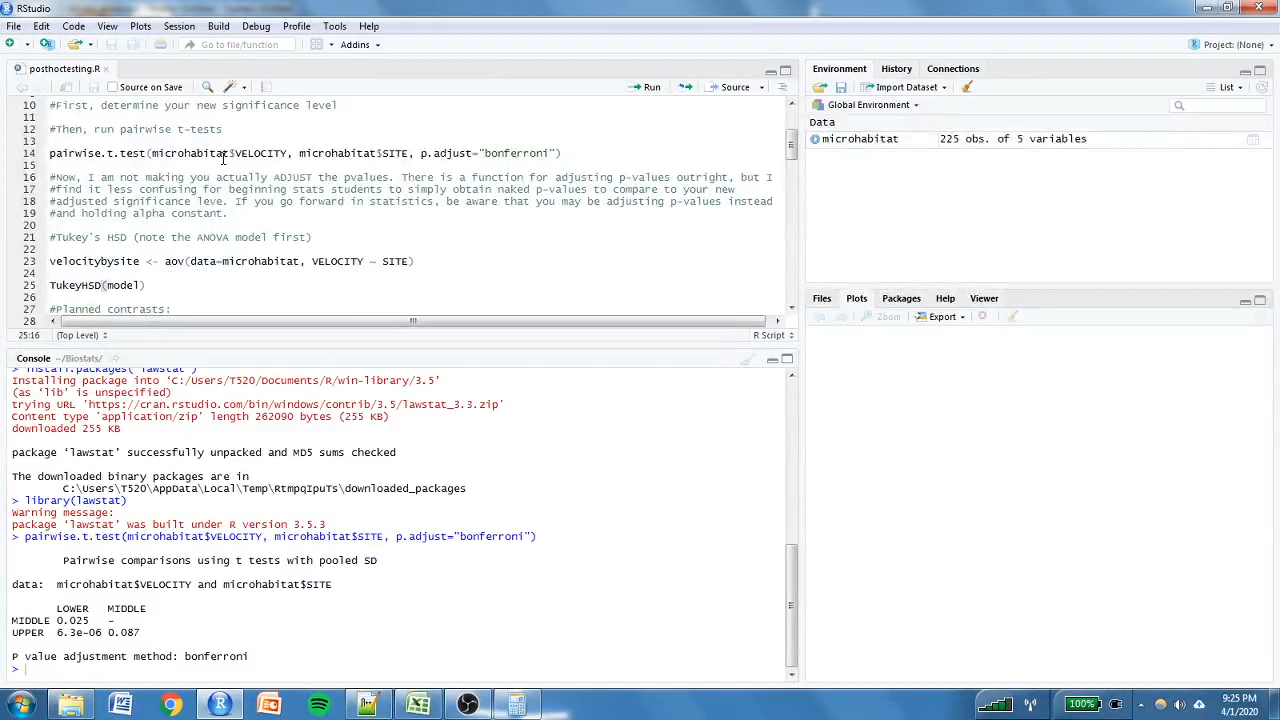 RStudio
File Edit Code View Plots Session Build Debug Profile Tools Help
Go to file/function Addins Project: (None)
posthoctesting.R
Source on Save Run Source
10 #First, determine your new significance level
11
12 #Then, run pairwise t-tests
13
14 pairwise.t.test(microhabitat$VELOCITY, microhabitat$SITE, p.adjust="bonferroni")
15
16 #Now, I am not making you actually ADJUST the pvalues. There is a function for adjusting p-values outright, but I
17 #find it less confusing for beginning stats students to simply obtain naked p-values to compare to your new
18 #adjusted significance leve. If you go forward in statistics, be aware that you may be adjusting p-values instead
19 #and holding alpha constant.
20
21 #Tukey's HSD (note the ANOVA model first)
22
23 velocitybysite <- aov(data=microhabitat, VELOCITY ~ SITE)
24
25 TukeyHSD(model)
26
27 #Planned contrasts:
28
25:16 (Top Level) R Script
Console ~/Biostats/
> install.packages("lawstat")
Installing package into ‘C:/Users/T520/Documents/R/win-library/3.5’
(as ‘lib’ is unspecified)
trying URL 'https://cran.rstudio.com/bin/windows/contrib/3.5/lawstat_3.3.zip'
Content type 'application/zip' length 262090 bytes (255 KB)
downloaded 255 KB
package ‘lawstat’ successfully unpacked and MD5 sums checked
The downloaded binary packages are in
C:\Users\T520\AppData\Local\Temp\RtmpqIpuTs\downloaded_packages
> library(lawstat)
Warning message:
package ‘lawstat’ was built under R version 3.5.3
> pairwise.t.test(microhabitat$VELOCITY, microhabitat$SITE, p.adjust="bonferroni")
Pairwise comparisons using t tests with pooled SD
data: microhabitat$VELOCITY and microhabitat$SITE
LOWER MIDDLE
MIDDLE 0.025 -
UPPER 6.3e-06 0.087
P value adjustment method: bonferroni
>
Environment History Connections
Import Dataset List
Global Environment
Data
microhabitat 225 obs. of 5 variables
Files Plots Packages Help Viewer
Zoom Export
100%
9:25 PM
4/1/2020